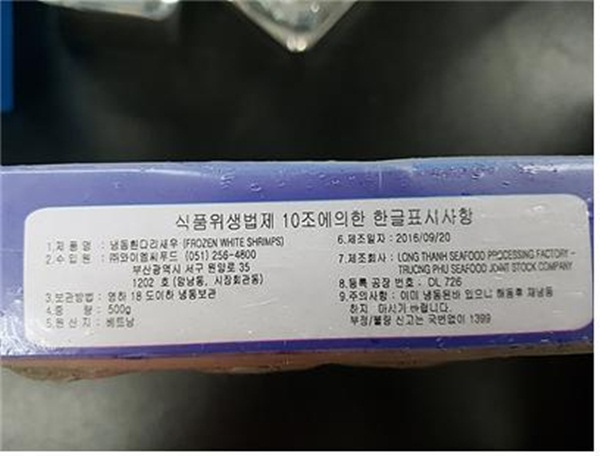 식품위생법제 10조에의한 한글표시사항
1.제 품 명 : 냉동흰다리새우 (FROZEN WHITE SHRIMPS)
2.수 입 원 : ㈜와이엘씨푸드 (051) 256-4800
부산광역시 서구 원양로 35
1202 호 (암남동, 시장회관동)
3.보관방법 : 영하 18 도이하 냉동보관
4.중 량 : 500g
5.원 산 지 : 베트남
6.제조일자 : 2016/09/20
7.제조회사 : LONG THANH SEAFOOD PROCESSING FACTORY -
TRUONG PHU SEAFOOD JOINT STOCK COMPANY
8.등록 공장 번호 : DL 726
9.주의사항 : 이미 냉동된바 있으니 해동후 재냉동
하지 마시기 바랍니다.
부정/불량 신고는 국번없이 1399